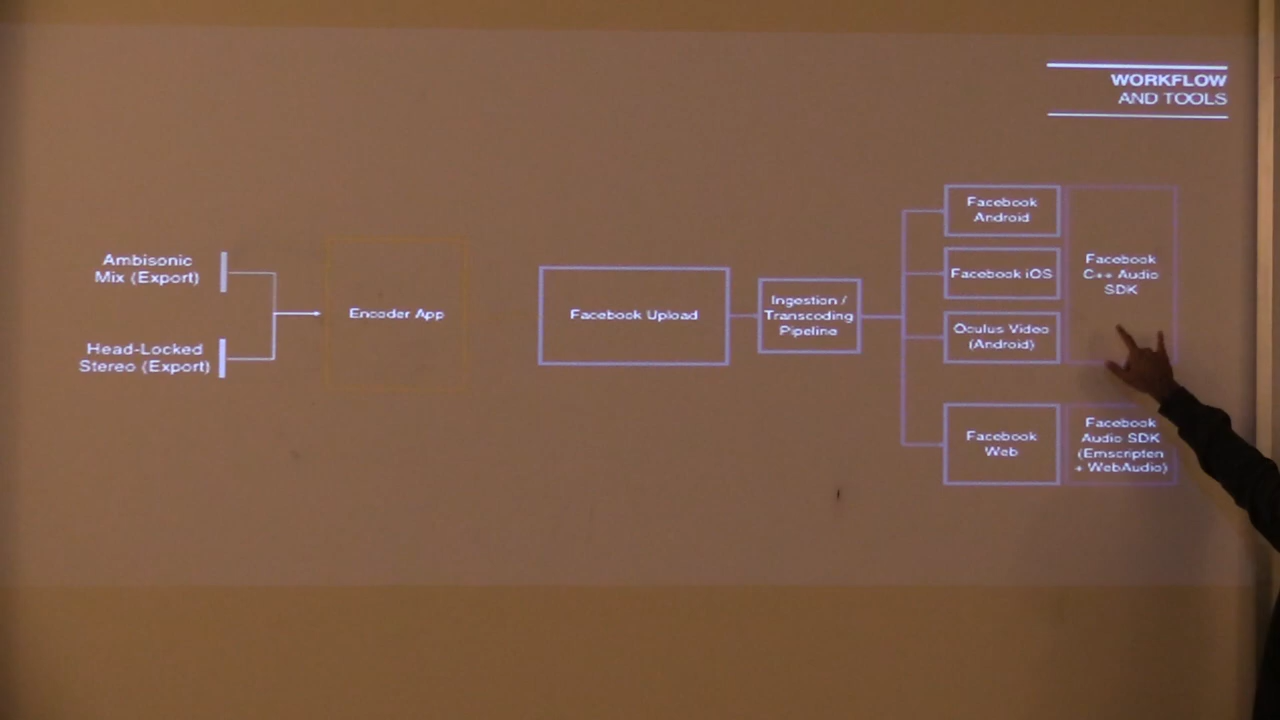 WORKFLOW
AND TOOLS
Ambisonic
Mix (Export)
Head-Locked
Stereo (Export)
Encoder App
Facebook Upload
Ingestion /
Transcoding
Pipeline
Facebook
Android
Facebook iOS
Oculus Video
(Android)
Facebook
C++ Audio
SDK
Facebook
Web
Facebook
Audio SDK
(Emscripten
+ WebAudio)